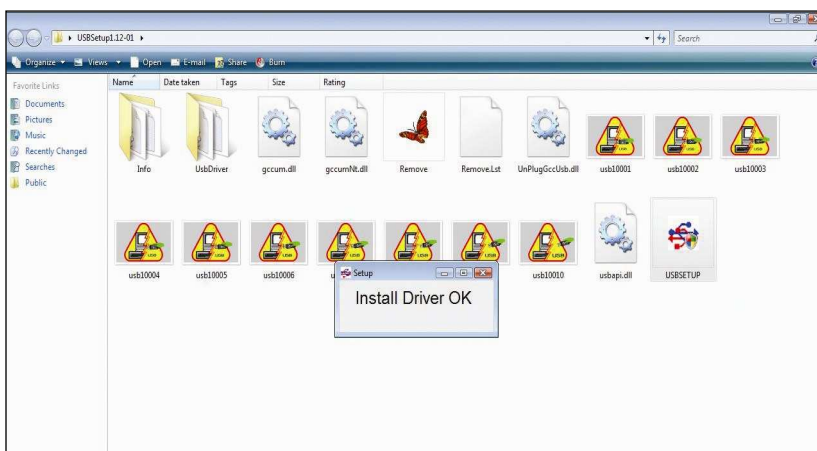 USBSetup1.12-01
Search
Organize Views Open E-mail Share Burn
Favorite Links
Documents
Pictures
Music
Recently Changed
Searches
Public
Name Date taken Tags Size Rating
Info UsbDriver gccum.dll gccumNt.dll Remove Remove.Lst UnPlugGccUsb.dll usb10001 usb10002 usb10003
usb10004 usb10005 usb10006 usb10010 usbapi.dll USBSETUP
Setup
Install Driver OK